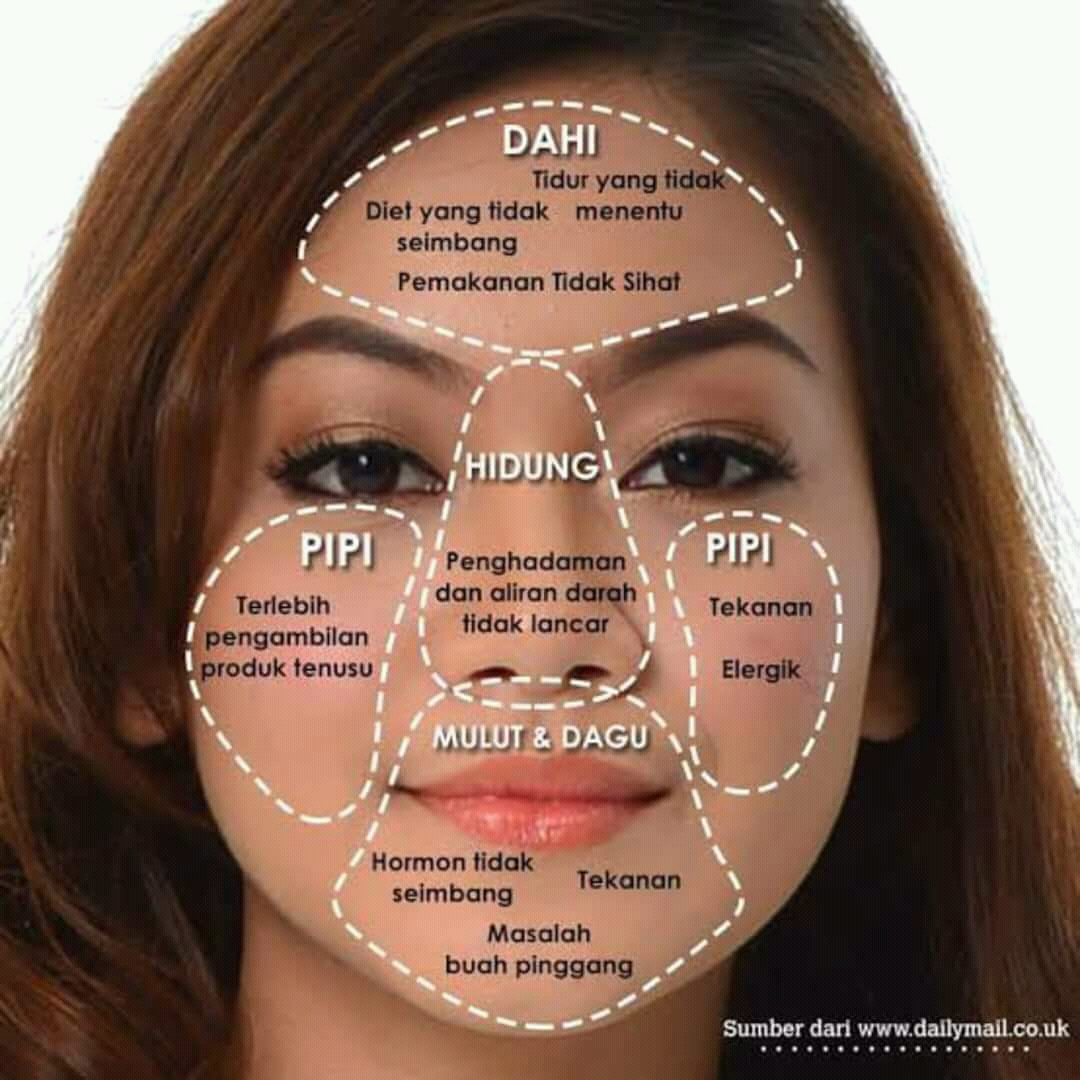 DAHI
Tidur yang tidak
menentu
Diet yang tidak
seimbang
Pemakanan Tidak Sihat
HIDUNG
Penghadaman
dan aliran darah
tidak lancar
PIPI
Terlebih
pengambilan
produk tenusu
PIPI
Tekanan
Elergik
MULUT & DAGU
Hormon tidak
seimbang
Tekanan
Masalah
buah pinggang
Sumber dari www.dailymail.co.uk